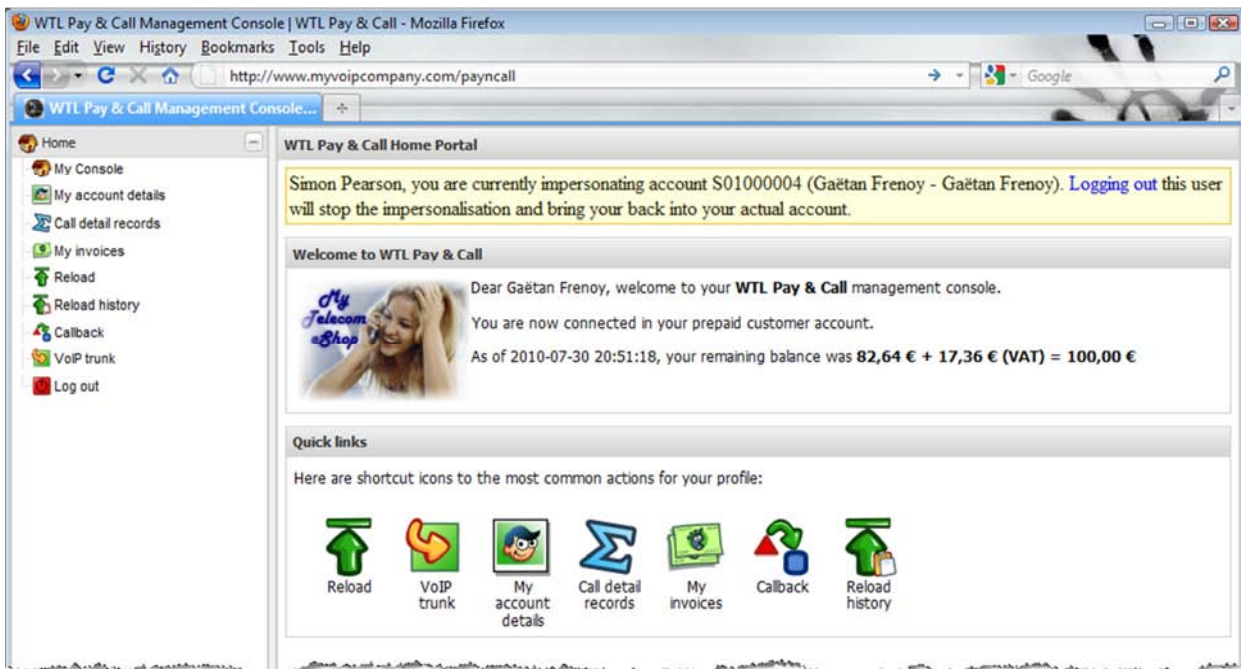 WTL Pay & Call Management Console | WTL Pay & Call - Mozilla Firefox
File Edit View History Bookmarks Tools Help
http://www.myvoipcompany.com/payncall
Google
WTL Pay & Call Management Console...
Home
My Console
My account details
Call detail records
My invoices
Reload
Reload history
Callback
VoIP trunk
Log out
WTL Pay & Call Home Portal
Simon Pearson, you are currently impersonating account S01000004 (Gaëtan Frenoy - Gaëtan Frenoy). Logging out this user
will stop the impersonalisation and bring your back into your actual account.
Welcome to WTL Pay & Call
My
Telecom
eShop
Dear Gaëtan Frenoy, welcome to your WTL Pay & Call management console.
You are now connected in your prepaid customer account.
As of 2010-07-30 20:51:18, your remaining balance was 82,64 € + 17,36 € (VAT) = 100,00 €
Quick links
Here are shortcut icons to the most common actions for your profile:
Reload
VoIP
trunk
My
account
details
Call detail
records
My
invoices
Callback
Reload
history